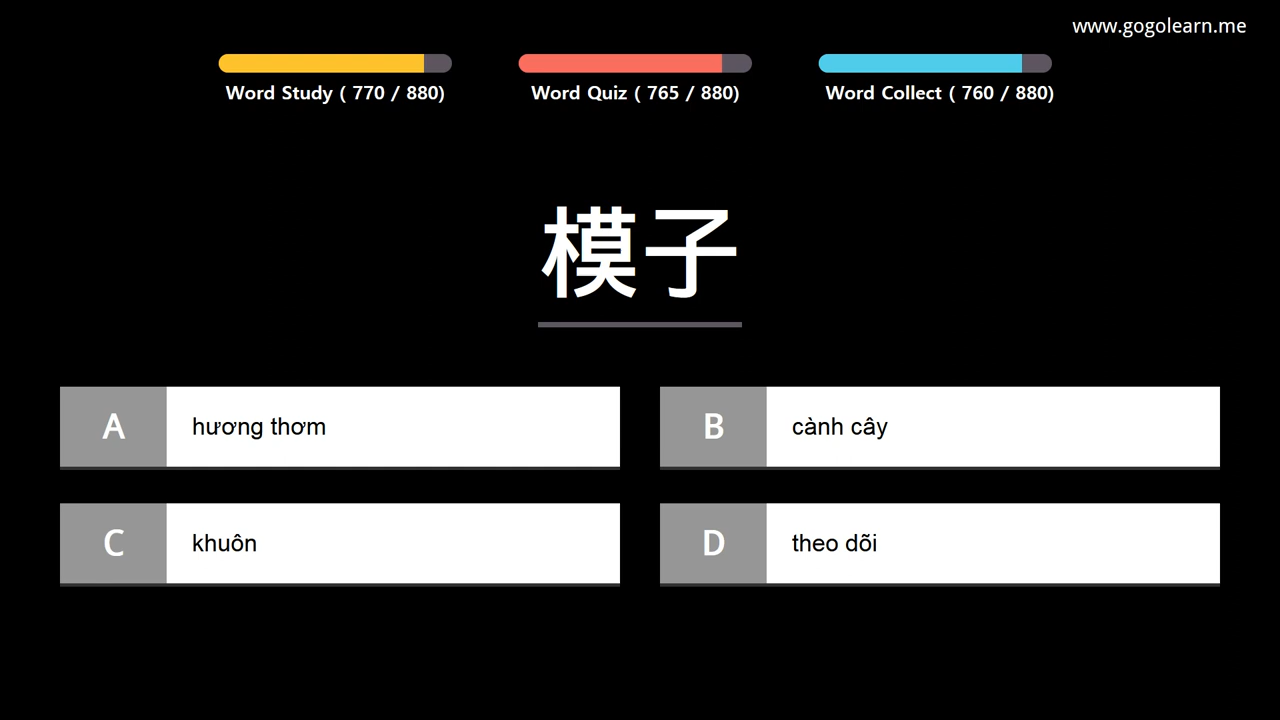 www.gogolearn.me
Word Study ( 770 / 880)
Word Quiz ( 765 / 880)
Word Collect ( 760 / 880)
模子
A hương thơm
B cành cây
C khuôn
D theo dõi